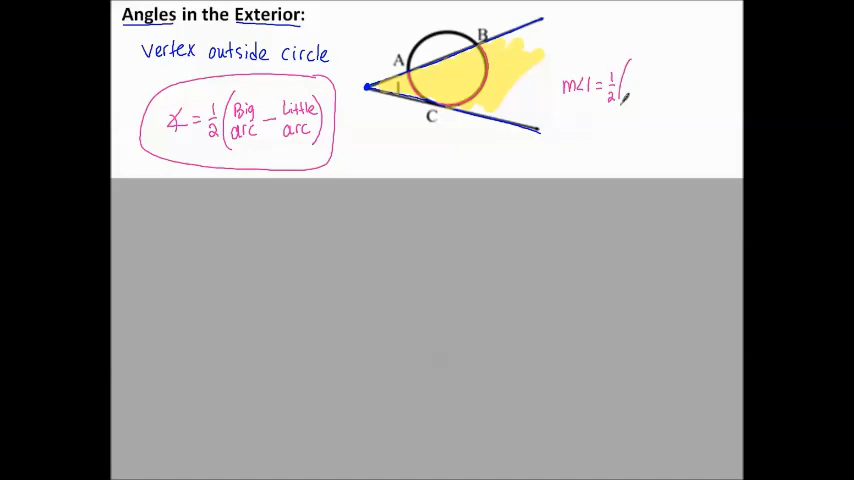 Angles in the Exterior:
Vertex outside circle
∡ = 1/2 (Big arc − Little arc)
A
B
C
1
m∠1 = 1/2 (